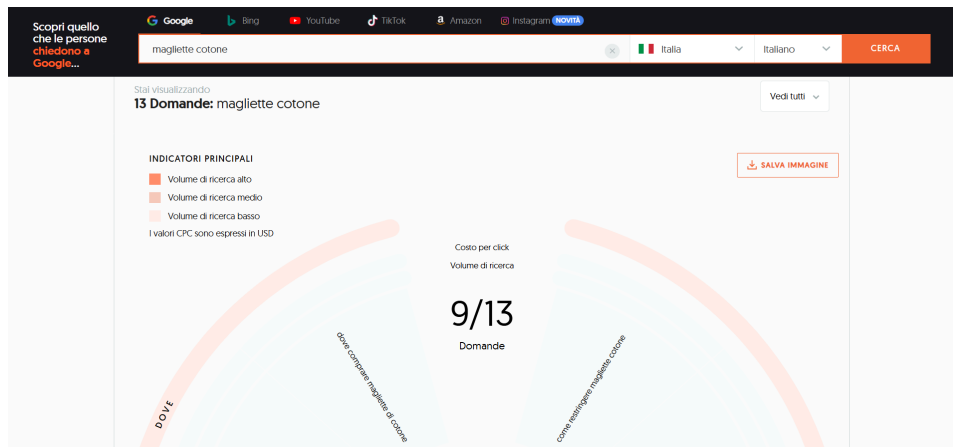 Scopri quello
che le persone
chiedono a
Google...
Google
Bing
YouTube
TikTok
Amazon
Instagram NOVITÀ
magliette cotone
Italia
Italiano
CERCA
Stai visualizzando
13 Domande: magliette cotone
Vedi tutti
INDICATORI PRINCIPALI
Volume di ricerca alto
Volume di ricerca medio
Volume di ricerca basso
I valori CPC sono espressi in USD
SALVA IMMAGINE
Costo per click
Volume di ricerca
9/13
Domande
DOVE
dove comprare magliette di cotone
come restringere magliette cotone